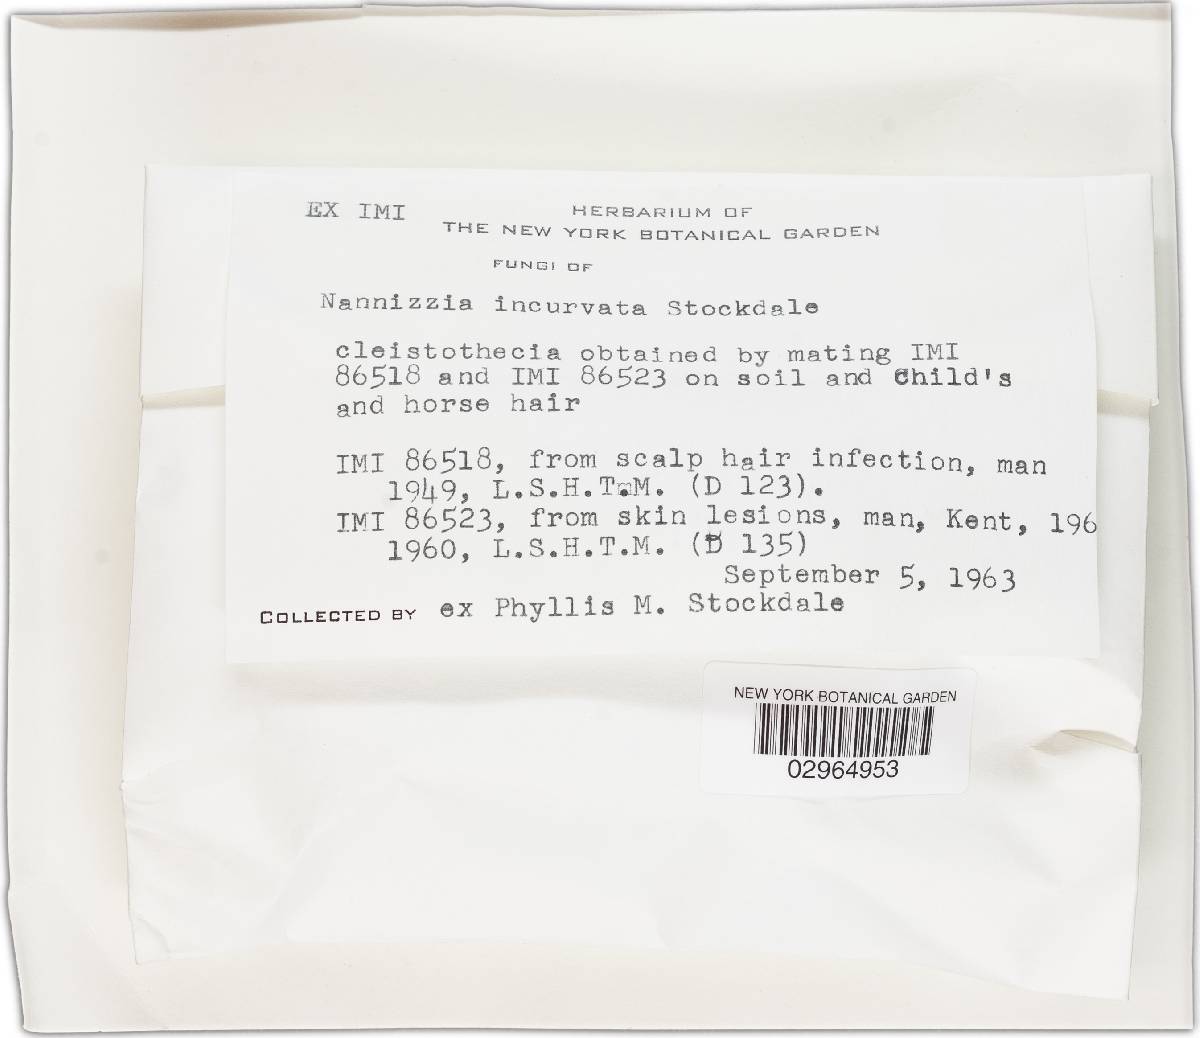 EX IMI HERBARIUM OF
THE NEW YORK BOTANICAL GARDEN
FUNGI OF
Nannizzia incurvata Stockdale
cleistothecia obtained by mating IMI
86518 and IMI 86523 on soil and Child's
and horse hair
IMI 86518, from scalp hair infection, man
1949, L.S.H.T.M. (D 123).
IMI 86523, from skin lesions, man, Kent, 196
1960, L.S.H.T.M. (D 135)
September 5, 1963
COLLECTED BY ex Phyllis M. Stockdale
NEW YORK BOTANICAL GARDEN
02964953